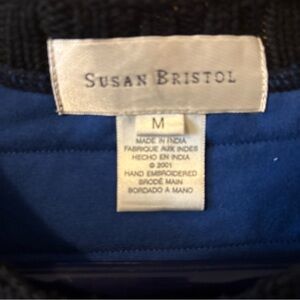 SUSAN BRISTOL
M
MADE IN INDIA
FABRIQUE AUX INDES
HECHO EN INDIA
© 2001
HAND EMBROIDERED
BRODÉ MAIN
BORDADO A MANO